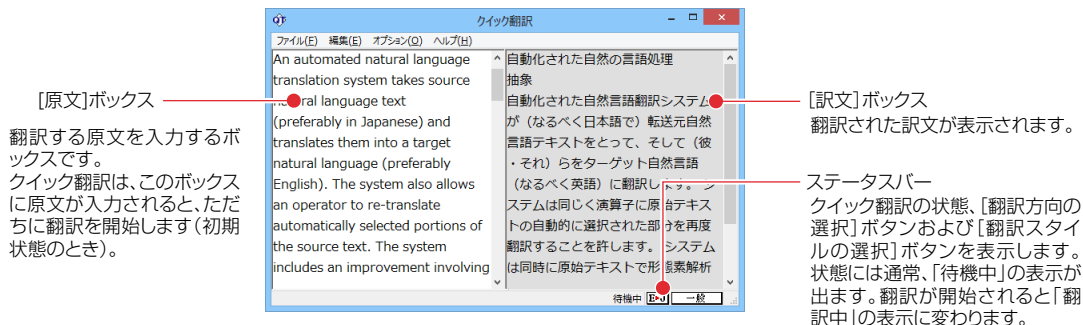 クイック翻訳
ファイル(F) 編集(E) オプション(O) ヘルプ(H)
An automated natural language
translation system takes source
natural language text
(preferably in Japanese) and
translates them into a target
natural language (preferably
English). The system also allows
an operator to re-translate
automatically selected portions of
the source text. The system
includes an improvement involving
自動化された自然の言語処理
抽象
自動化された自然言語翻訳システム
が（なるべく日本語で）転送元自然
言語テキストをとって、そして（彼
・それ）らをターゲット自然言語
（なるべく英語）に翻訳します。 シ
ステムは同じく演算子に原始テキス
トの自動的に選択された部分を再度
翻訳することを許します。 システム
は同時に原始テキストで形態素解析
待機中 E▸J 一般
[原文]ボックス
翻訳する原文を入力するボ
ックスです。
クイック翻訳は、このボックス
に原文が入力されると、ただ
ちに翻訳を開始します（初期
状態のとき）。
[訳文]ボックス
翻訳された訳文が表示されます。
ステータスバー
クイック翻訳の状態、[翻訳方向の
選択]ボタンおよび[翻訳スタイ
ルの選択]ボタンを表示します。
状態には通常、「待機中」の表示が
出ます。翻訳が開始されると「翻
訳中」の表示に変わります。